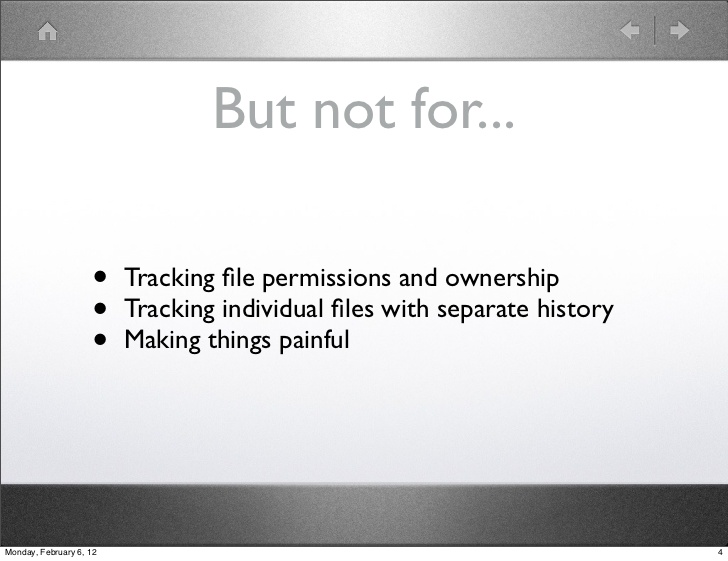 But not for...
• Tracking file permissions and ownership
• Tracking individual files with separate history
• Making things painful
Monday, February 6, 12
4